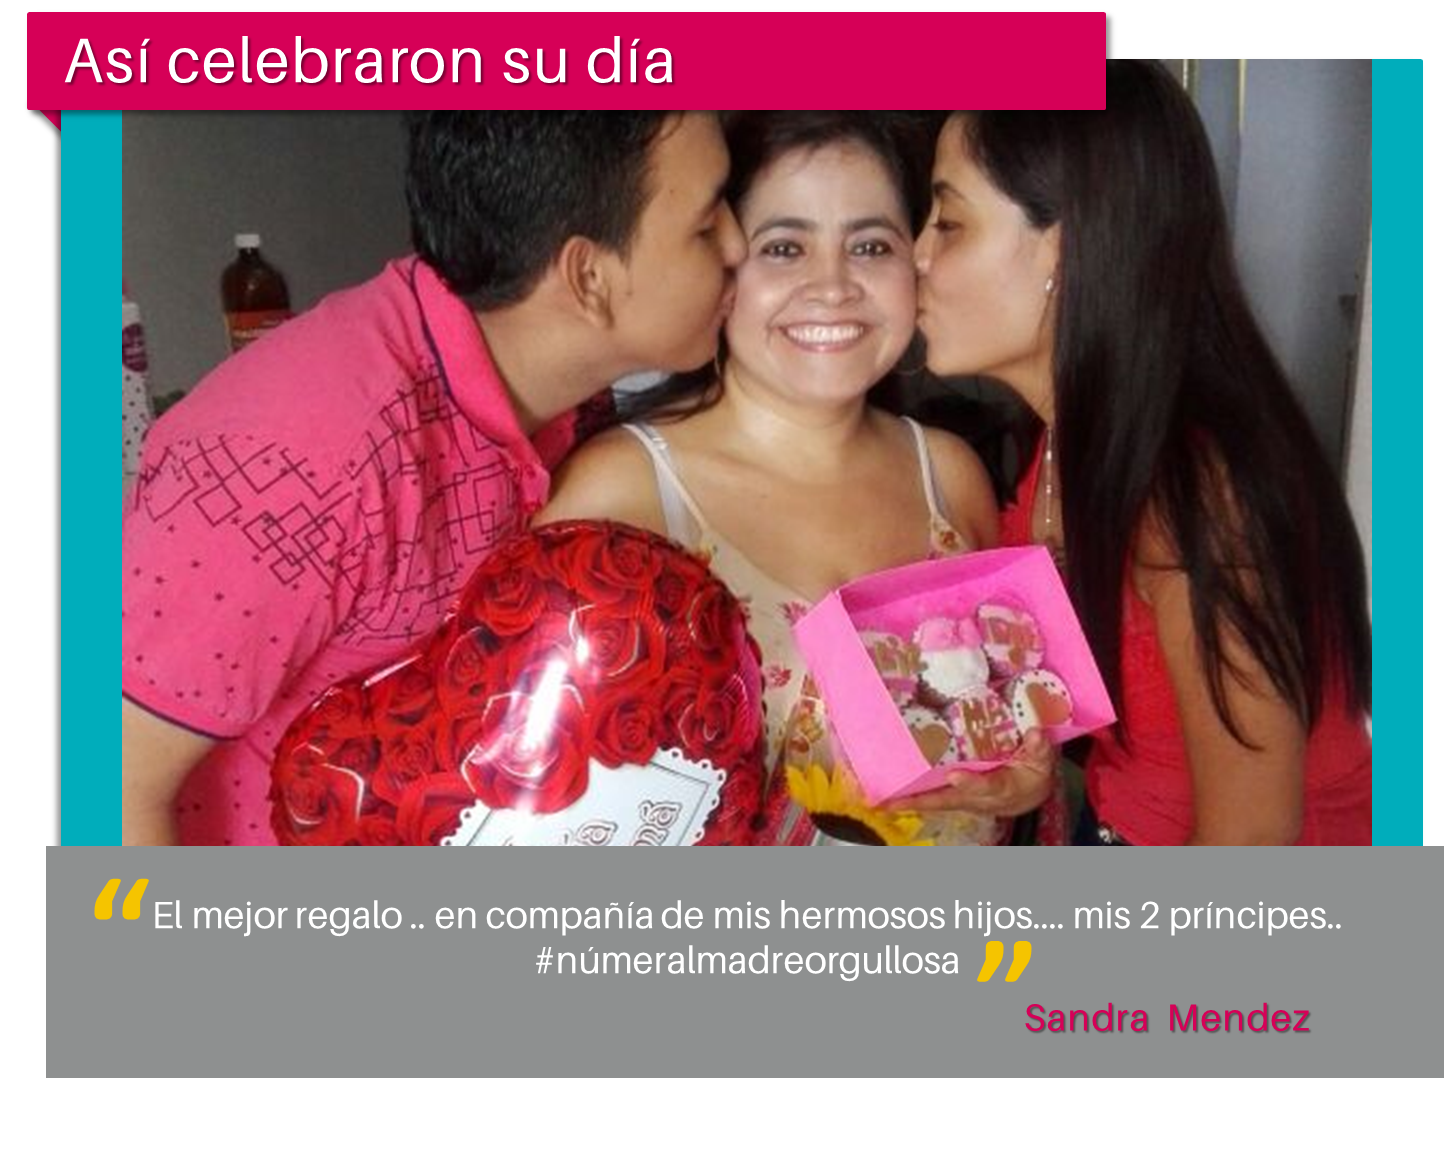 Así celebraron su día
“El mejor regalo .. en compañía de mis hermosos hijos.... mis 2 príncipes..
#númeralmadreorgullosa”
Sandra Mendez